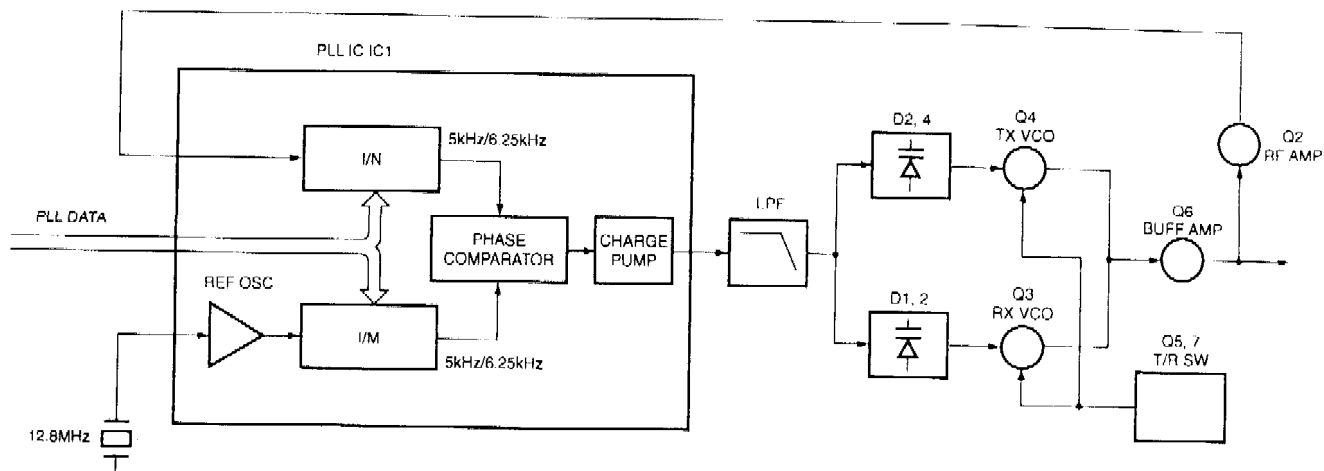 PLL IC IC1
5kHz/6.25kHz
I/N
PLL DATA
PHASE
COMPARATOR
CHARGE
PUMP
REF OSC
I/M
5kHz/6.25kHz
12.8MHz
LPF
D2, 4
Q4
TX VCO
D1, 2
Q3
RX VCO
Q6
BUFF AMP
Q2
RF AMP
Q5, 7
T/R SW